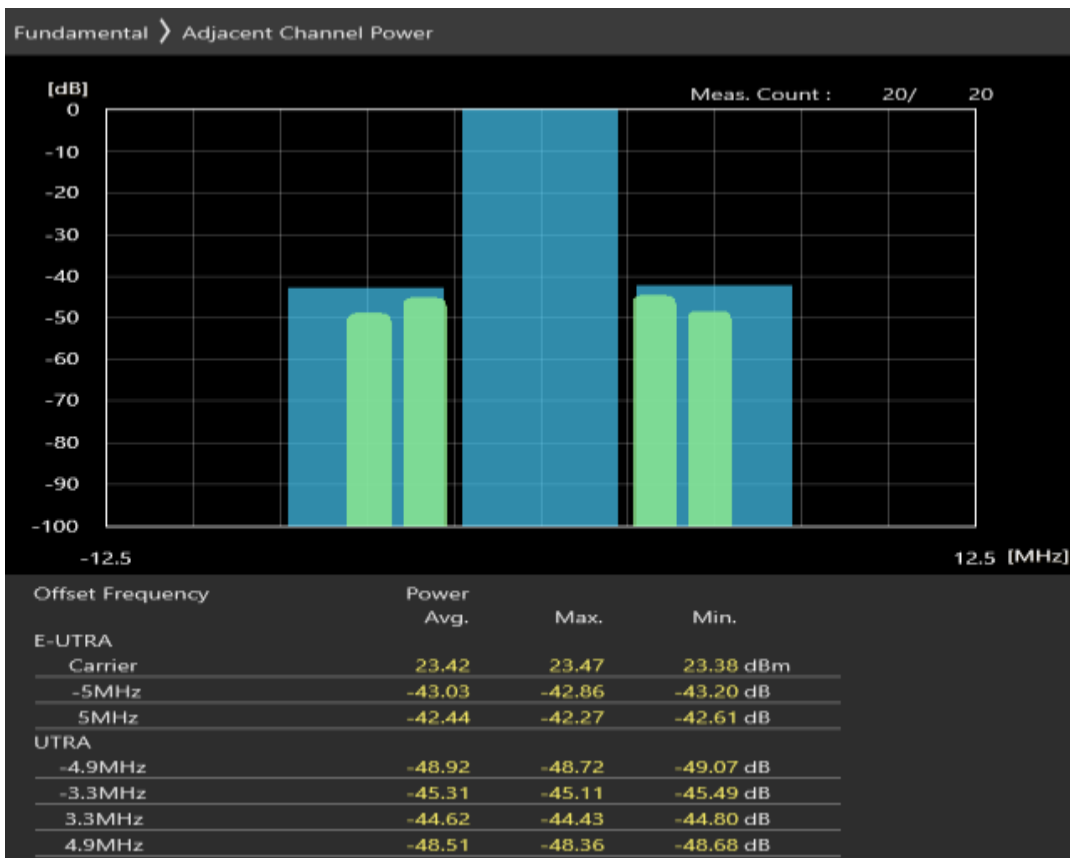 Fundamental 〉 Adjacent Channel Power
[dB]
Meas. Count : 20/ 20
0
-10
-20
-30
-40
-50
-60
-70
-80
-90
-100
-12.5 12.5 [MHz]
Offset Frequency Power
Avg. Max. Min.
E-UTRA
Carrier 23.42 23.47 23.38 dBm
-5MHz -43.03 -42.86 -43.20 dB
5MHz -42.44 -42.27 -42.61 dB
UTRA
-4.9MHz -48.92 -48.72 -49.07 dB
-3.3MHz -45.31 -45.11 -45.49 dB
3.3MHz -44.62 -44.43 -44.80 dB
4.9MHz -48.51 -48.36 -48.68 dB